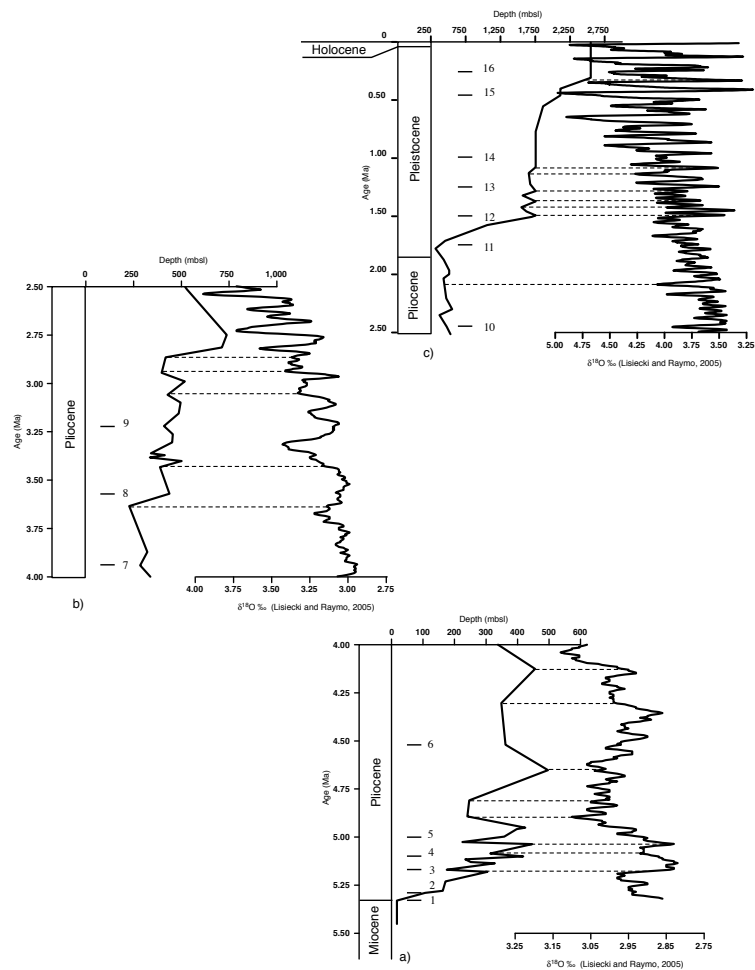 Depth (mbsl)
250 750 1,250 1,750 2,250 2,750
0
Holocene
0.50
1.00
1.50
2.00
2.50
Age (Ma)
Pleistocene
Pliocene
16
15
14
13
12
11
10
5.00 4.75 4.50 4.25 4.00 3.75 3.50 3.25
δ18O ‰ (Lisiecki and Raymo, 2005)
c)
Depth (mbsl)
0 250 500 750 1,000
2.50
2.75
3.00
3.25
3.50
3.75
4.00
Age (Ma)
Pliocene
9
8
7
4.00 3.75 3.50 3.25 3.00 2.75
δ18O ‰ (Lisiecki and Raymo, 2005)
b)
Depth (mbsl)
0 100 200 300 400 500 600
4.00
4.25
4.50
4.75
5.00
5.25
5.50
Age (Ma)
Pliocene
Miocene
6
5
4
3
2
1
3.25 3.15 3.05 2.95 2.85 2.75
δ18O ‰ (Lisiecki and Raymo, 2005)
a)